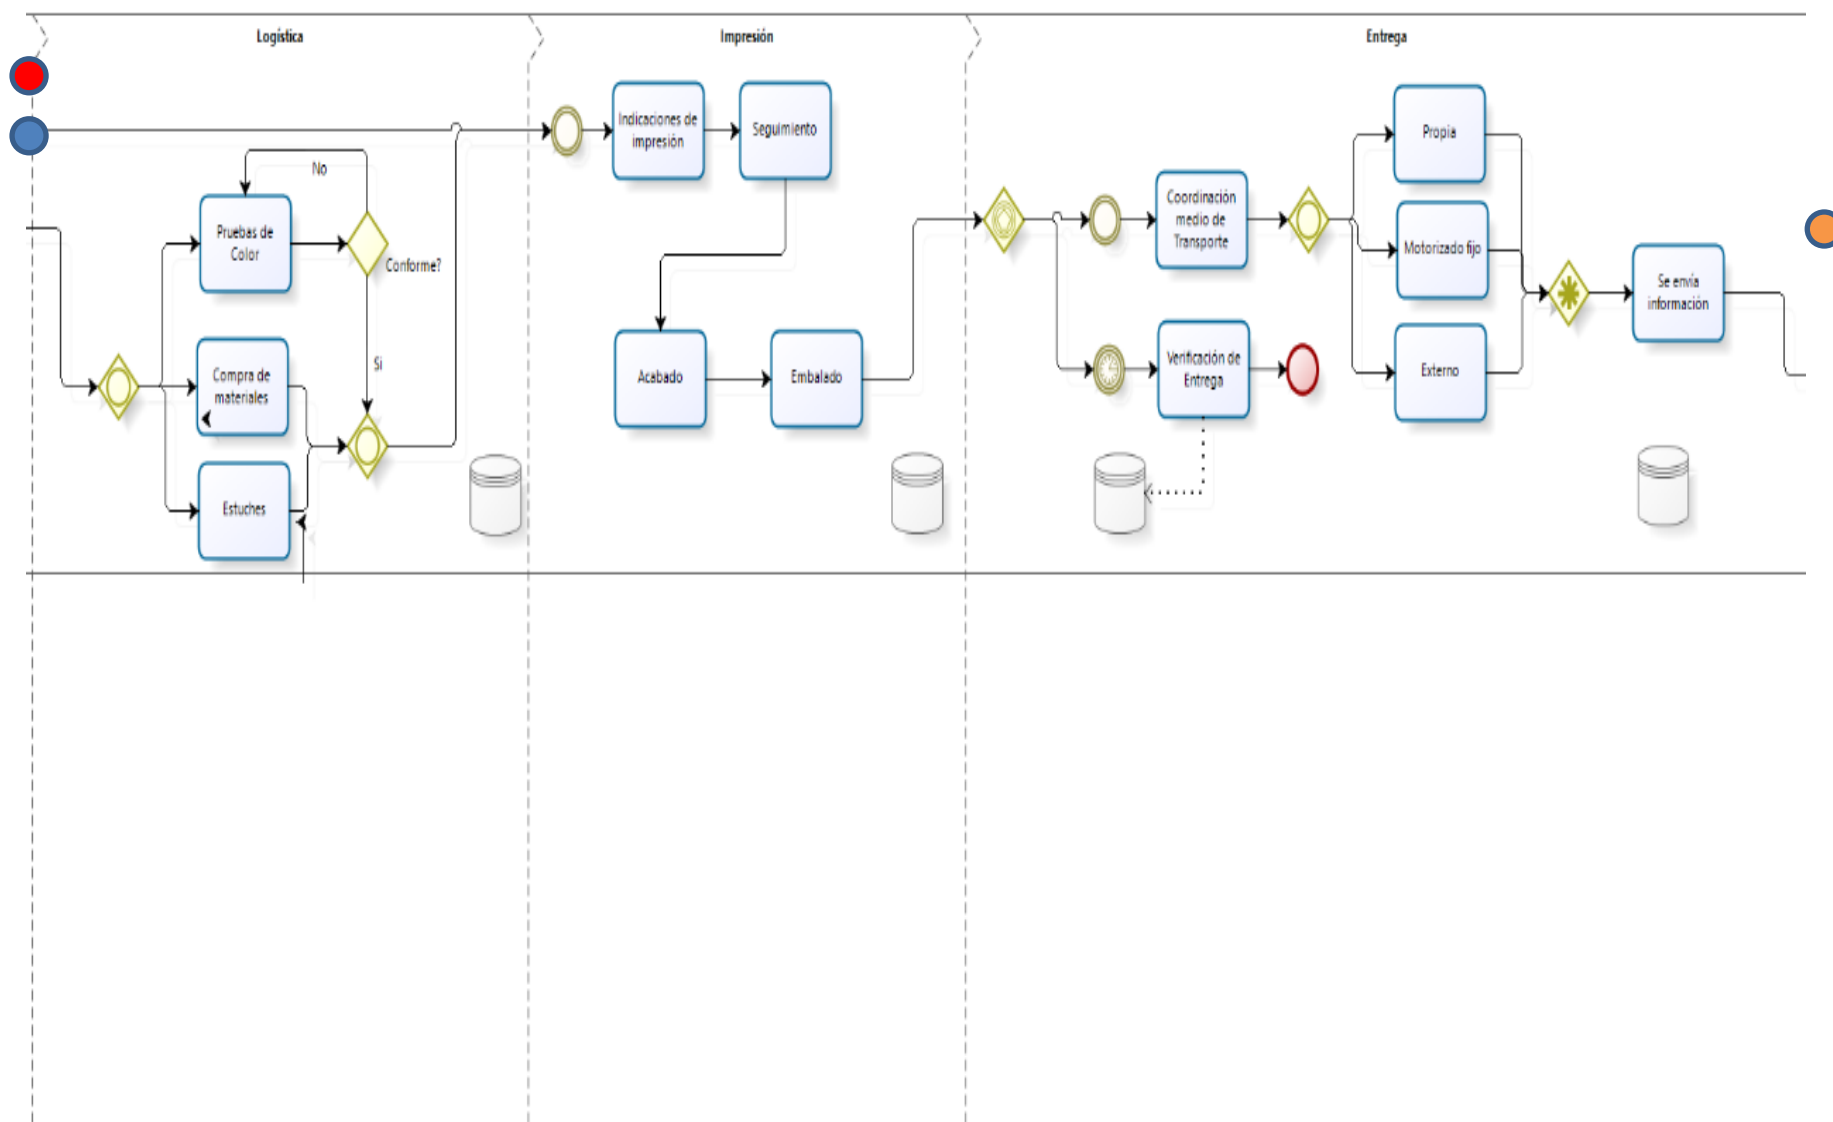 Logística
Impresión
Entrega
No
Pruebas de
Color
Conforme?
Si
Compra de
materiales
Estuches
Indicaciones de
impresión
Seguimiento
Acabado
Embalado
Coordinación
medio de
Transporte
Verificación de
Entrega
Propia
Motorizado fijo
Externo
Se envía
información